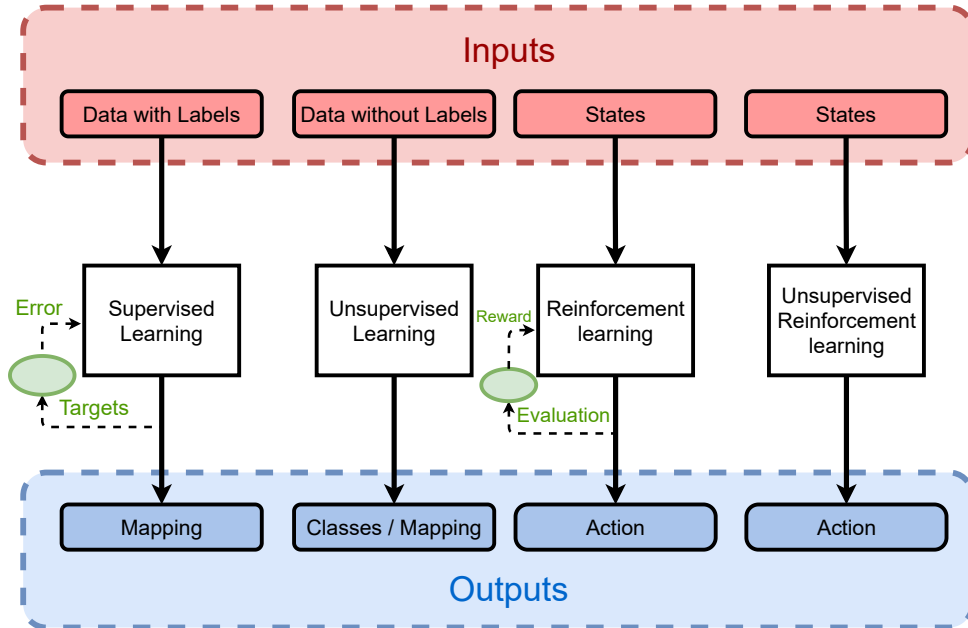 Inputs
Data with Labels
Data without Labels
States
States
Supervised
Learning
Unsupervised
Learning
Reinforcement
learning
Unsupervised
Reinforcement
learning
Error
Targets
Reward
Evaluation
Mapping
Classes / Mapping
Action
Action
Outputs